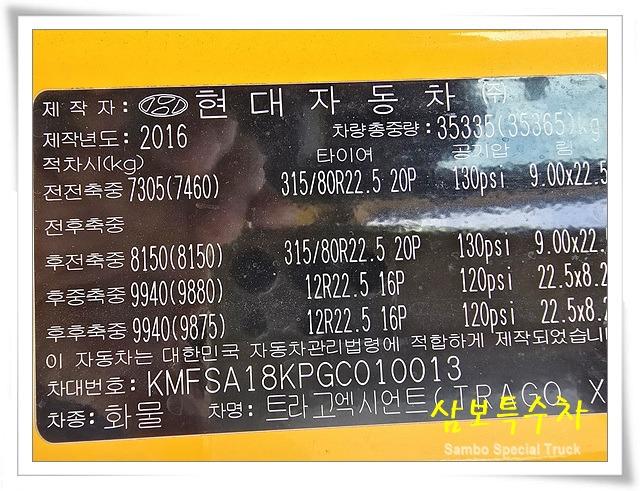 제 작 자 : 현 대 자 동 차 ㈜
제작년도 : 2016 차량총중량 : 35335(35365)kg
적차시(kg) 타이어 공기압 림
전전축중 7305(7460) 315/80R22.5 20P 130psi 9.00x22.5
전후축중
후전축중 8150(8150) 315/80R22.5 20P 130psi 9.00x22.
후중축중 9940(9880) 12R22.5 16P 120psi 22.5x8.2
후후축중 9940(9875) 12R22.5 16P 120psi 22.5x8.2
이 자동차는 대한민국 자동차관리법령에 적합하게 제작되었습니
차대번호 : KMFSA18KPGC010013
차종 : 화물 차명 : 트라고엑시언트(TRAGO X
삼보특수차
Sambo Special Truck